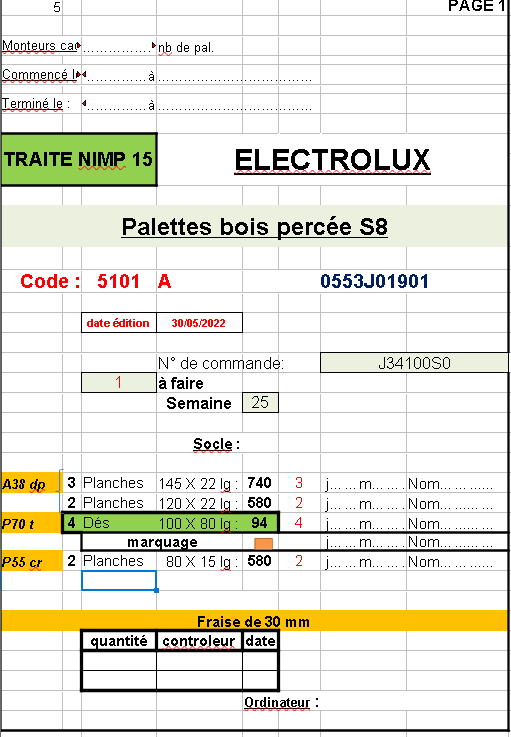 5 PAGE 1
Monteurs ca ……………… nb de pal.
Commencé l ……………… à ………………………………
Terminé le : ……………… à ………………………………
TRAITE NIMP 15 ELECTROLUX
Palettes bois percée S8
Code : 5101 A 0553J01901
date édition 30/05/2022
N° de commande: J34100S0
1 à faire
Semaine 25
Socle :
A38 dp 3 Planches 145 X 22 lg : 740 3 j…… m…… Nom…………
2 Planches 120 X 22 lg : 580 2 j…… m…… Nom…………
P70 t 4 Dés 100 X 80 lg : 94 4 j…… m…… Nom…………
marquage j…… m…… Nom…………
P55 cr 2 Planches 80 X 15 lg : 580 2 j…… m…… Nom…………
Fraise de 30 mm
quantité controleur date
Ordinateur :